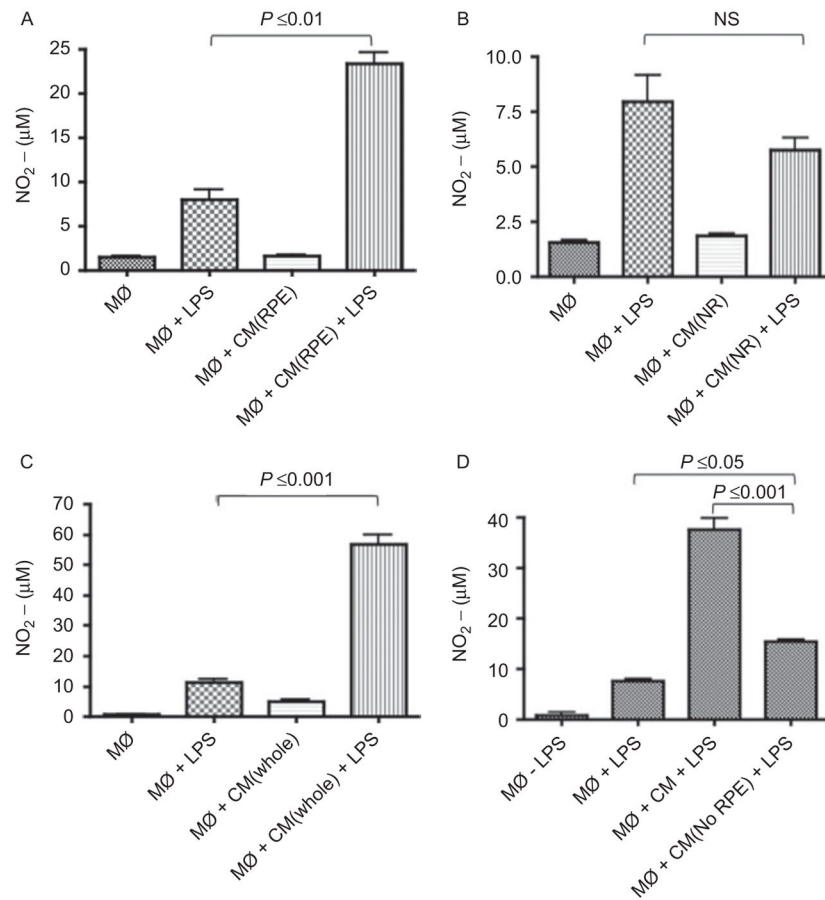 A
P ≤0.01
NO₂ – (μM)
25
20
15
10
5
0
MØ
MØ + LPS
MØ + CM(RPE)
MØ + CM(RPE) + LPS
B
NS
NO₂ – (μM)
10.0
7.5
5.0
2.5
0.0
MØ
MØ + LPS
MØ + CM(NR)
MØ + CM(NR) + LPS
C
P ≤0.001
NO₂ – (μM)
70
60
50
40
30
20
10
0
MØ
MØ + LPS
MØ + CM(whole)
MØ + CM(whole) + LPS
D
P ≤0.05
P ≤0.001
NO₂ – (μM)
40
30
20
10
0
MØ - LPS
MØ + LPS
MØ + CM + LPS
MØ + CM(No RPE) + LPS